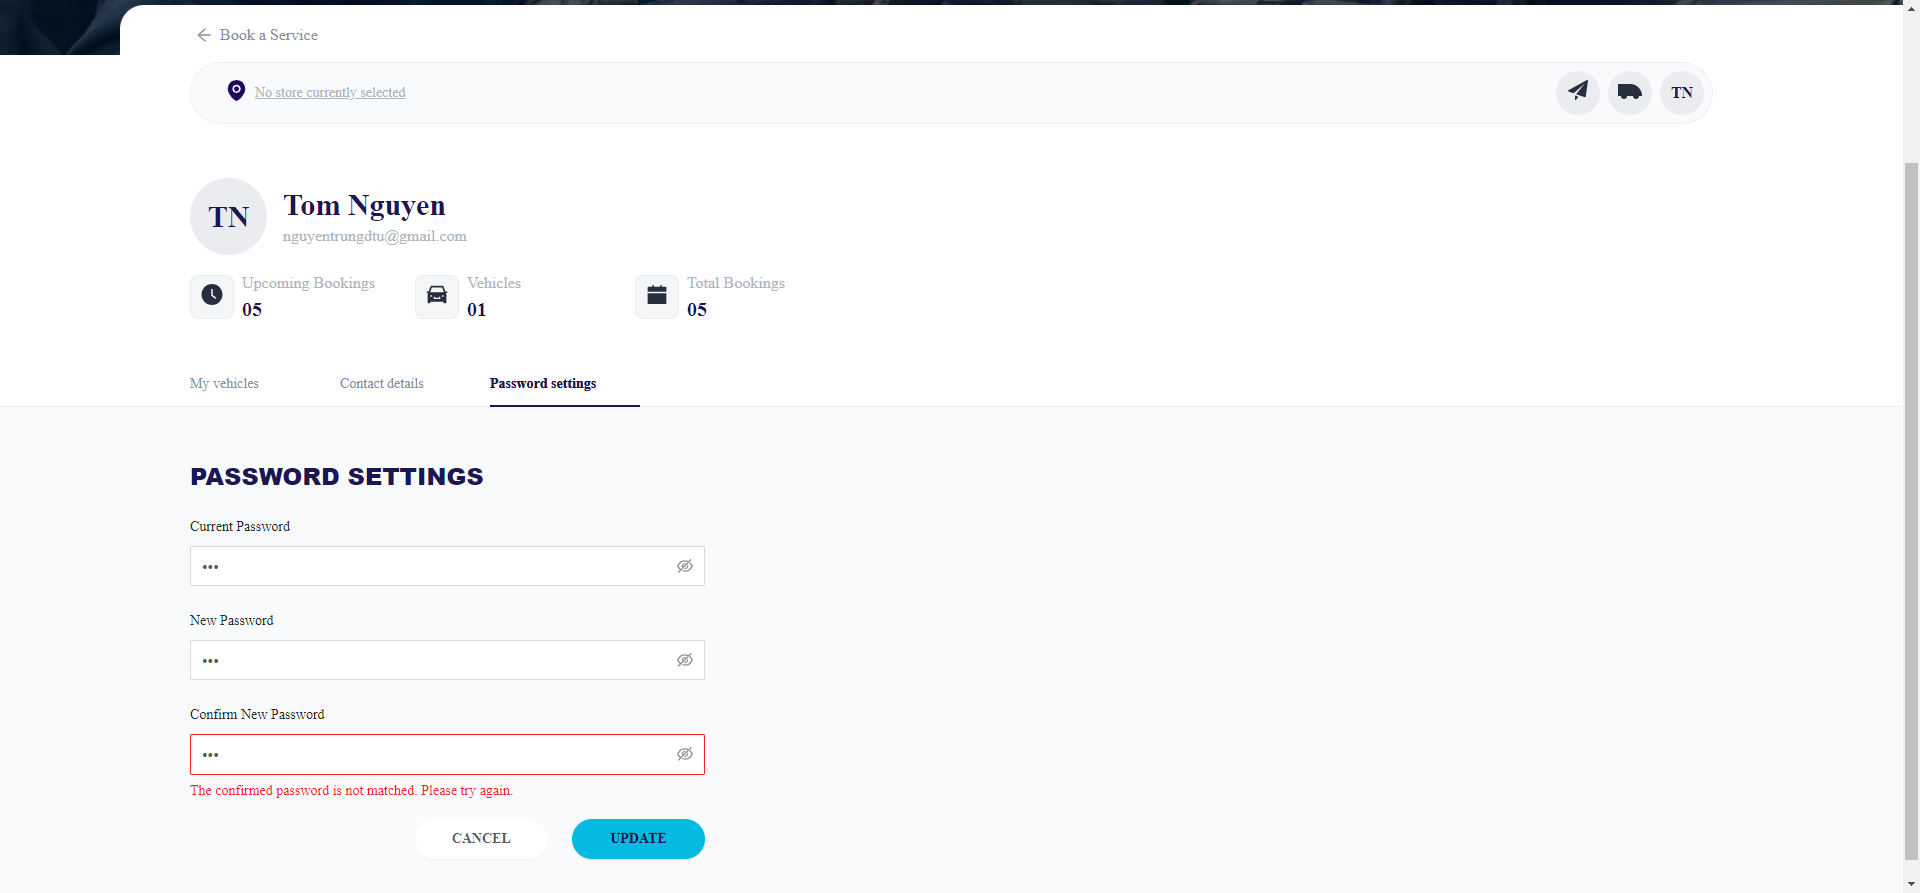 Book a Service
No store currently selected
TN
TN
Tom Nguyen
nguyentrungdtu@gmail.com
Upcoming Bookings
05
Vehicles
01
Total Bookings
05
My vehicles
Contact details
Password settings
PASSWORD SETTINGS
Current Password
•••
New Password
•••
Confirm New Password
•••
The confirmed password is not matched. Please try again.
CANCEL
UPDATE